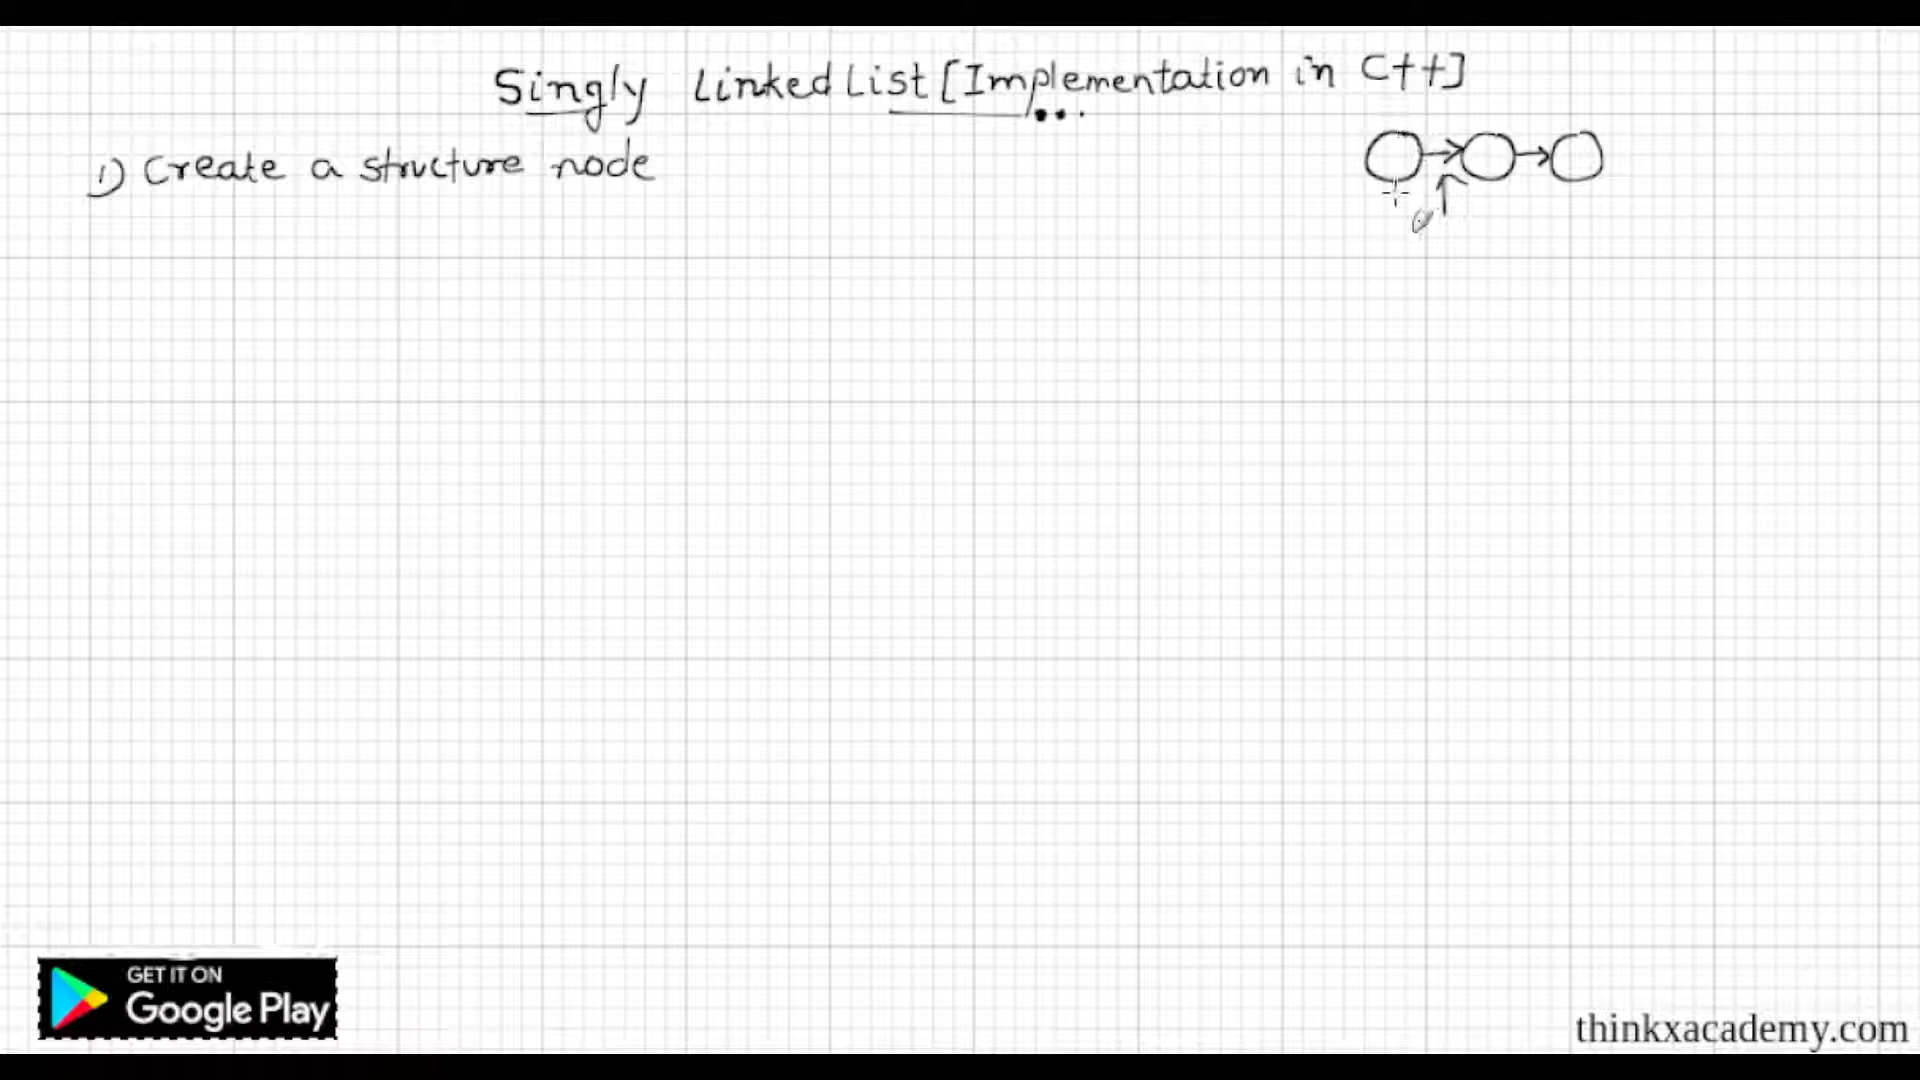 Singly Linked List [Implementation in C++]
1) Create a structure node
GET IT ON
Google Play
thinkxacademy.com